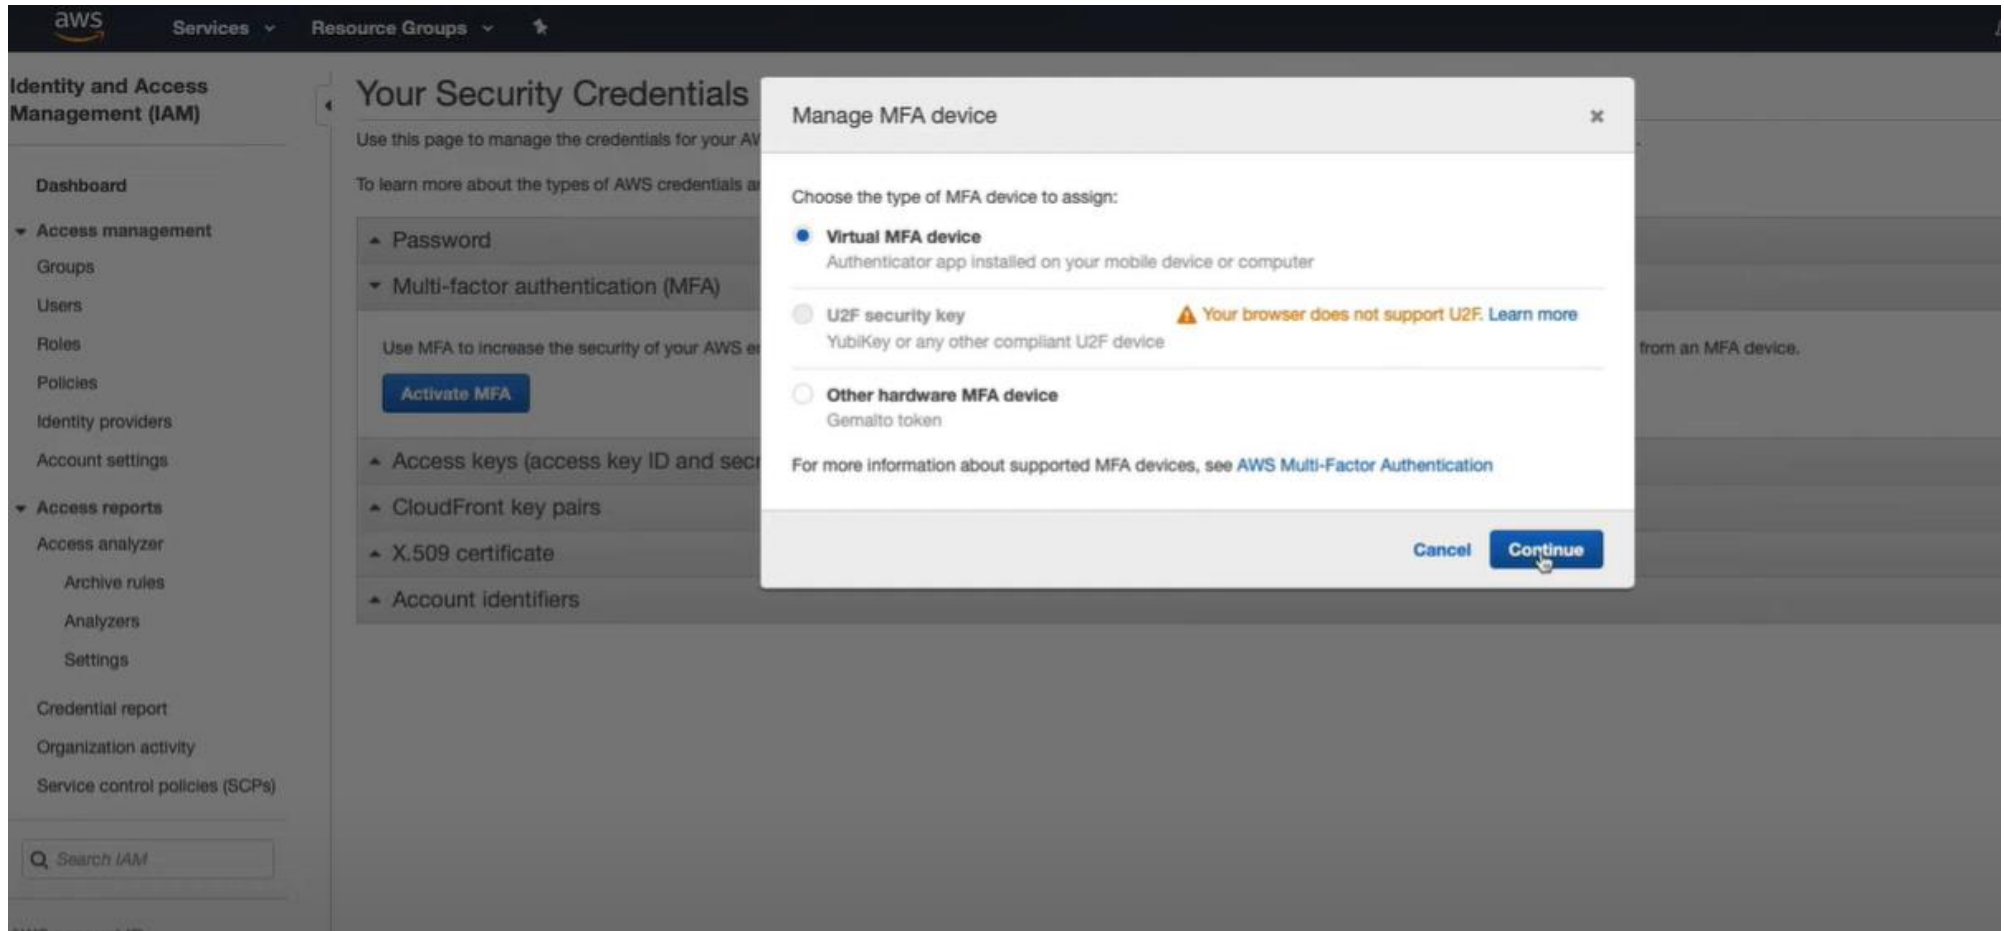 aws
Services
Resource Groups
Identity and Access
Management (IAM)
Dashboard
Access management
Groups
Users
Roles
Policies
Identity providers
Account settings
Access reports
Access analyzer
Archive rules
Analyzers
Settings
Credential report
Organization activity
Service control policies (SCPs)
Search IAM
Your Security Credentials
Use this page to manage the credentials for your
To learn more about the types of AWS credentials
Password
Multi-factor authentication (MFA)
Use MFA to increase the security of your AWS
from an MFA device.
Activate MFA
Access keys (access key ID and
CloudFront key pairs
X.509 certificate
Account identifiers
Manage MFA device
Choose the type of MFA device to assign:
Virtual MFA device
Authenticator app installed on your mobile device or computer
U2F security key
Your browser does not support U2F. Learn more
YubiKey or any other compliant U2F device
Other hardware MFA device
Gemalto token
For more information about supported MFA devices, see AWS Multi-Factor Authentication
Cancel
Continue